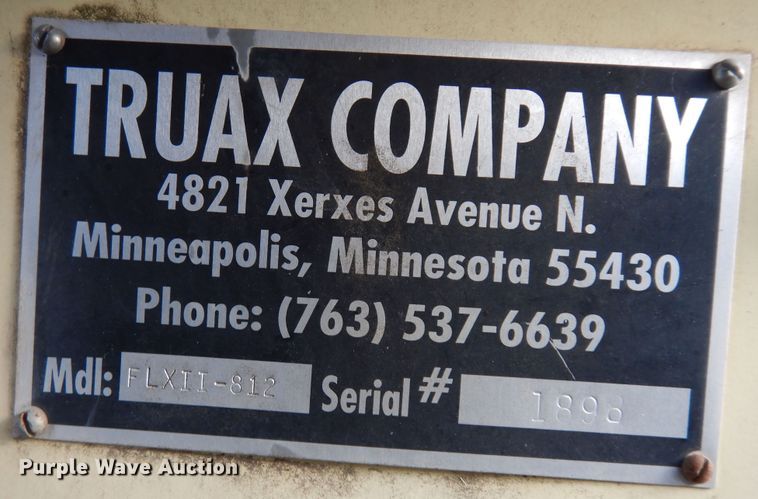 TRUAX COMPANY
4821 Xerxes Avenue N.
Minneapolis, Minnesota 55430
Phone: (763) 537-6639
Mdl: FLXII-812 Serial # 1898
Purple Wave Auction